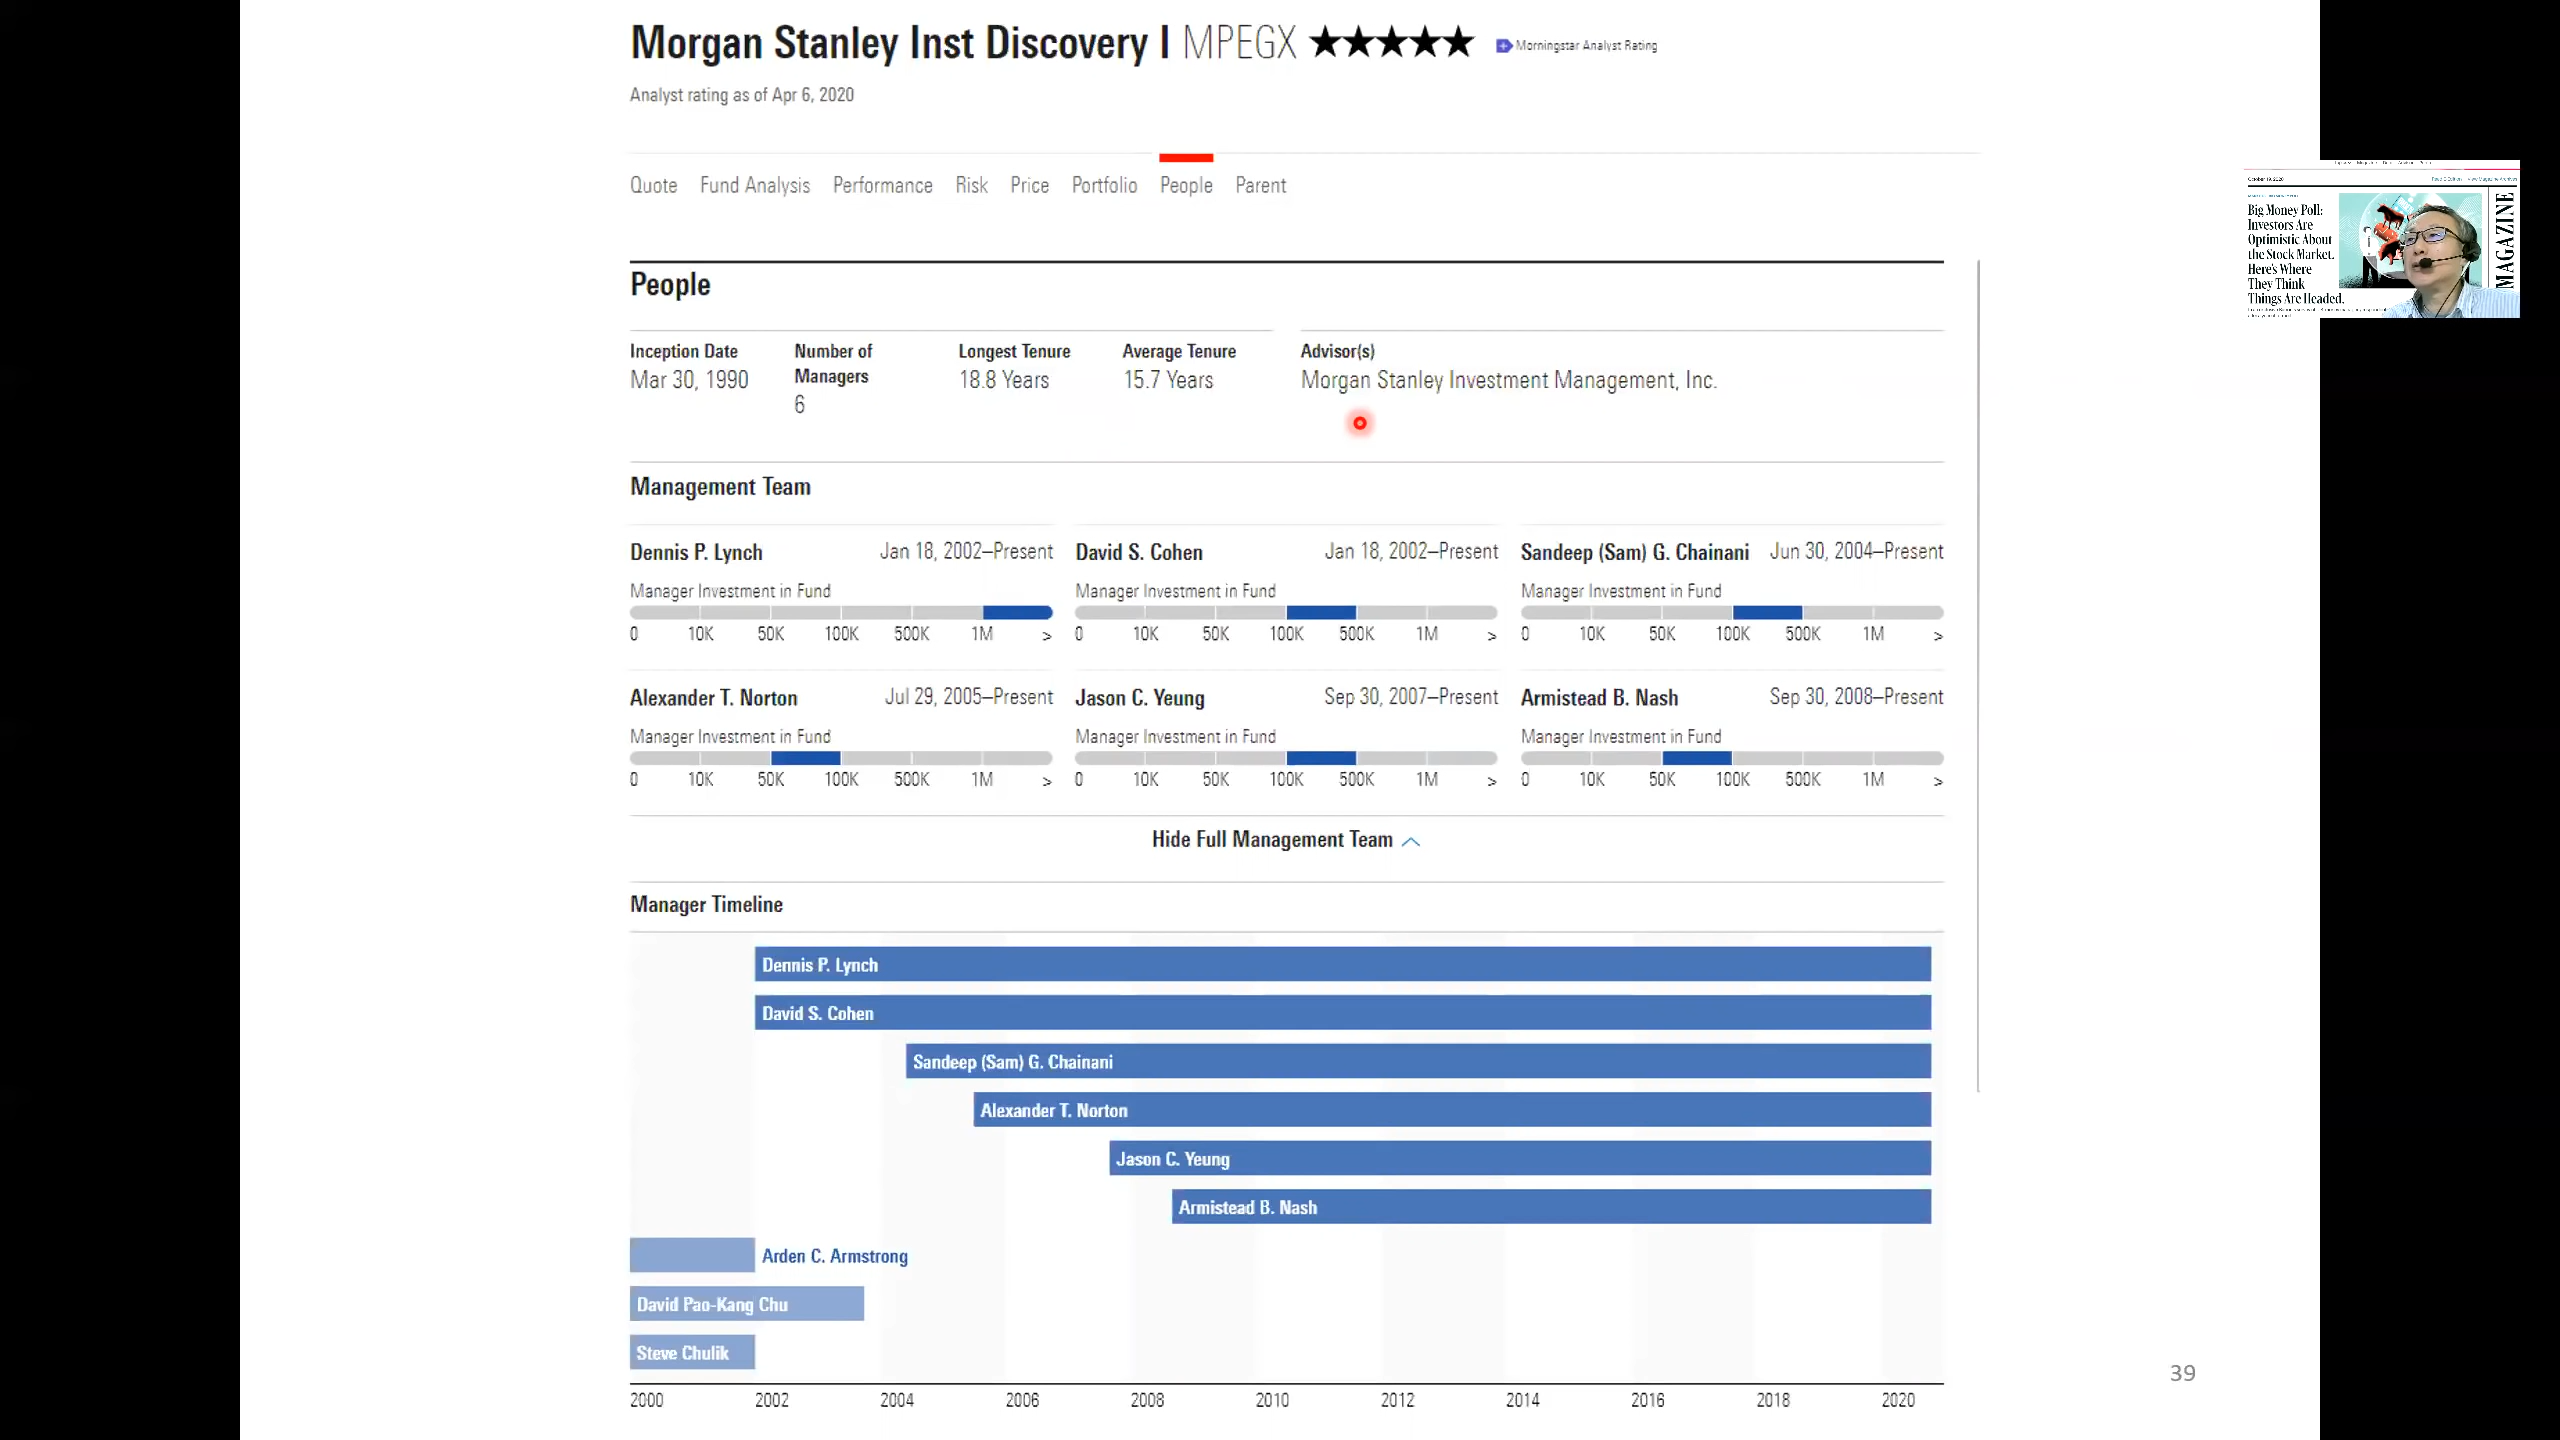 Morgan Stanley Inst Discovery I MPEGX ★★★★★ Morningstar Analyst Rating
Analyst rating as of Apr 6, 2020
Quote Fund Analysis Performance Risk Price Portfolio People Parent
People
Inception Date
Mar 30, 1990
Number of
Managers
6
Longest Tenure
18.8 Years
Average Tenure
15.7 Years
Advisor(s)
Morgan Stanley Investment Management, Inc.
Management Team
Dennis P. Lynch Jan 18, 2002–Present
Manager Investment in Fund
0 10K 50K 100K 500K 1M >
David S. Cohen Jan 18, 2002–Present
Manager Investment in Fund
0 10K 50K 100K 500K 1M >
Sandeep (Sam) G. Chainani Jun 30, 2004–Present
Manager Investment in Fund
0 10K 50K 100K 500K 1M >
Alexander T. Norton Jul 29, 2005–Present
Manager Investment in Fund
0 10K 50K 100K 500K 1M >
Jason C. Yeung Sep 30, 2007–Present
Manager Investment in Fund
0 10K 50K 100K 500K 1M >
Armistead B. Nash Sep 30, 2008–Present
Manager Investment in Fund
0 10K 50K 100K 500K 1M >
Hide Full Management Team
Manager Timeline
Dennis P. Lynch
David S. Cohen
Sandeep (Sam) G. Chainani
Alexander T. Norton
Jason C. Yeung
Armistead B. Nash
Arden C. Armstrong
David Pao-Kang Chu
Steve Chulik
2000 2002 2004 2006 2008 2010 2012 2014 2016 2018 2020
39
October 19, 2020
Big Money Poll:
Investors Are
Optimistic About
the Stock Market.
Here's Where
They Think
Things Are Headed.
MAGAZINE